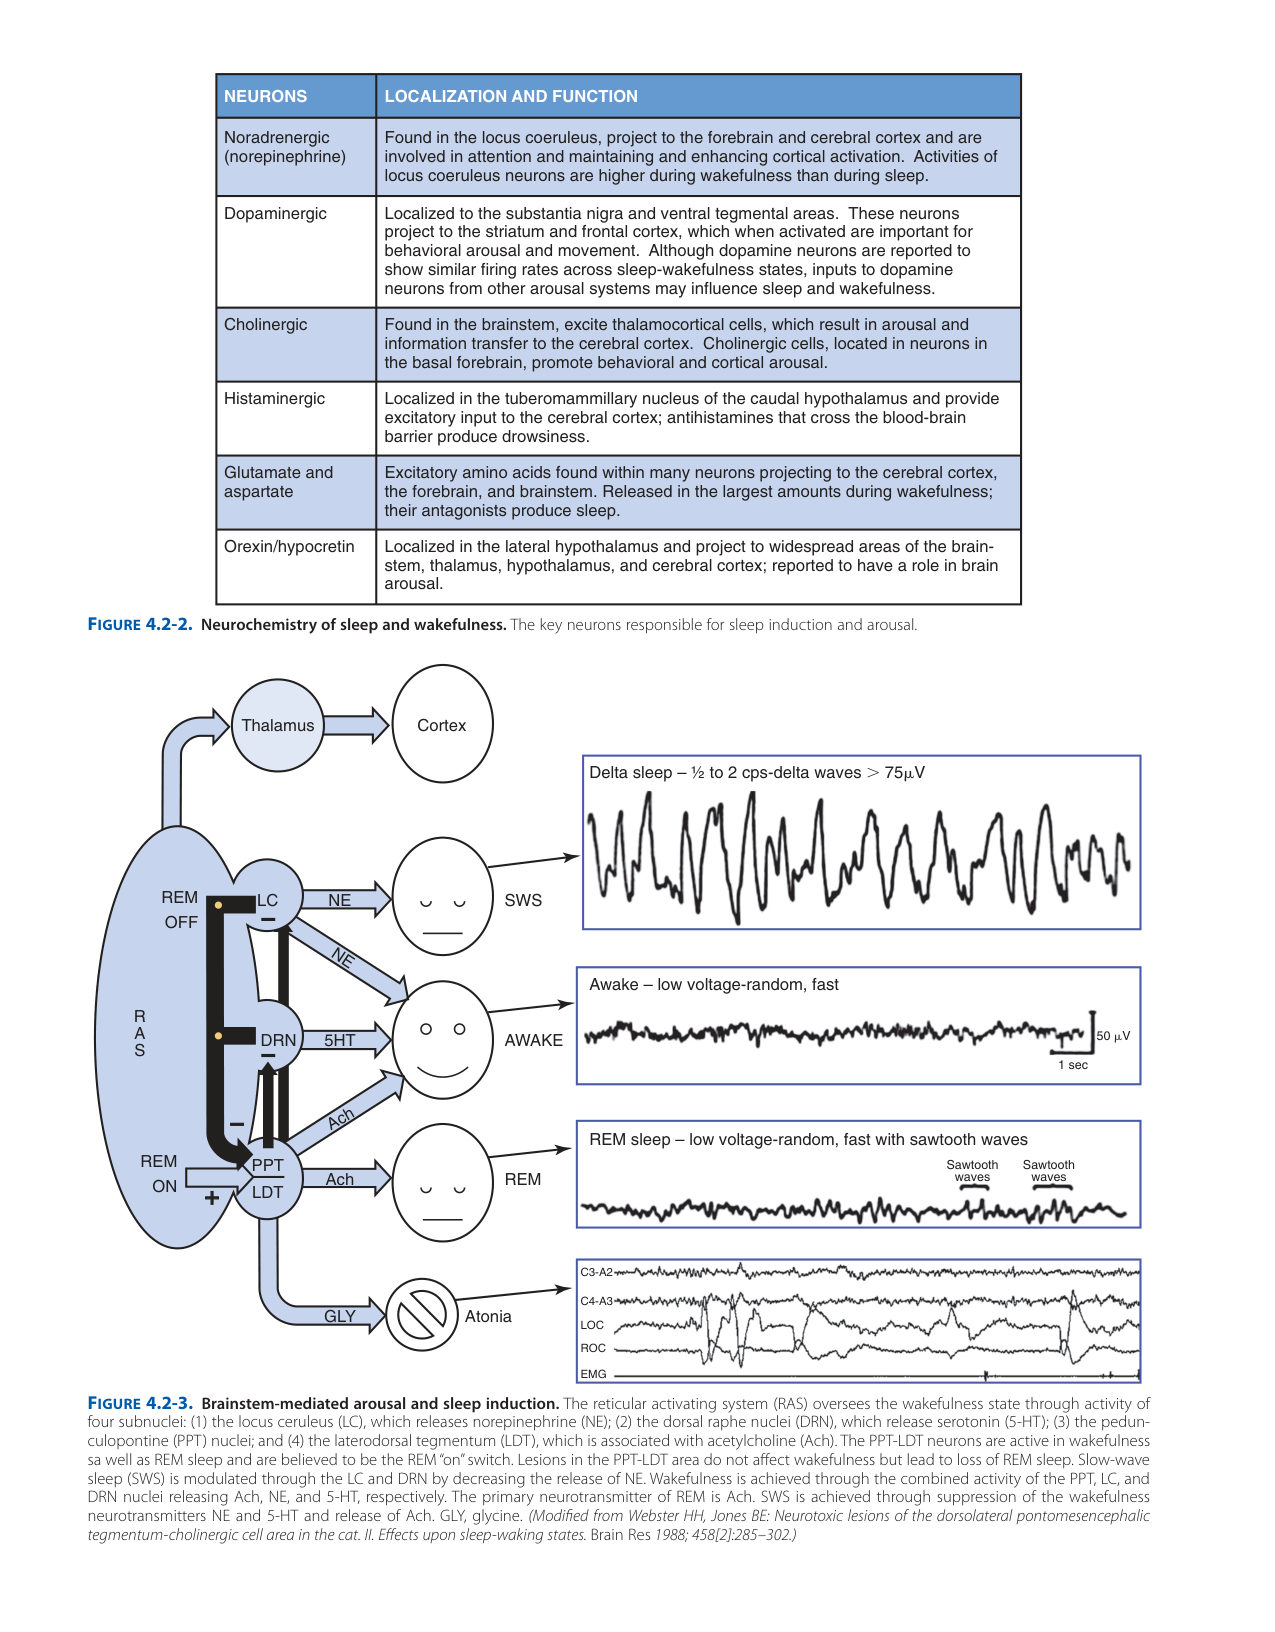 NEURONS
LOCALIZATION AND FUNCTION
Noradrenergic
(norepinephrine)
Found in the locus coeruleus, project to the forebrain and cerebral cortex and are
involved in attention and maintaining and enhancing cortical activation.  Activities of
locus coeruleus neurons are higher during wakefulness than during sleep.
Dopaminergic
Localized to the substantia nigra and ventral tegmental areas.  These neurons
project to the striatum and frontal cortex, which when activated are important for
behavioral arousal and movement.  Although dopamine neurons are reported to
show similar firing rates across sleep-wakefulness states, inputs to dopamine
neurons from other arousal systems may influence sleep and wakefulness.
Cholinergic
Found in the brainstem, excite thalamocortical cells, which result in arousal and
information transfer to the cerebral cortex.  Cholinergic cells, located in neurons in
the basal forebrain, promote behavioral and cortical arousal.
Histaminergic
Localized in the tuberomammillary nucleus of the caudal hypothalamus and provide
excitatory input to the cerebral cortex; antihistamines that cross the blood-brain
barrier produce drowsiness.
Glutamate and
aspartate
Excitatory amino acids found within many neurons projecting to the cerebral cortex,
the forebrain, and brainstem. Released in the largest amounts during wakefulness;
their antagonists produce sleep.
Orexin/hypocretin
Localized in the lateral hypothalamus and project to widespread areas of the brain-
stem, thalamus, hypothalamus, and cerebral cortex; reported to have a role in brain
arousal.
FIGURE 4.2-2. Neurochemistry of sleep and wakefulness. The key neurons responsible for sleep induction and arousal.
Thalamus
Cortex
Delta sleep – ½ to 2 cps-delta waves > 75μV
REM
OFF
LC
–
NE
SWS
NE
Awake – low voltage-random, fast
50 μV
1 sec
R
A
S
DRN
–
5HT
AWAKE
Ach
–
REM sleep – low voltage-random, fast with sawtooth waves
Sawtooth
waves
Sawtooth
waves
REM
ON
+
PPT
LDT
Ach
REM
GLY
Atonia
C3-A2
C4-A3
LOC
ROC
EMG
FIGURE 4.2-3. Brainstem-mediated arousal and sleep induction. The reticular activating system (RAS) oversees the wakefulness state through activity of
four subnuclei: (1) the locus ceruleus (LC), which releases norepinephrine (NE); (2) the dorsal raphe nuclei (DRN), which release serotonin (5-HT); (3) the pedun-
culopontine (PPT) nuclei; and (4) the laterodorsal tegmentum (LDT), which is associated with acetylcholine (Ach). The PPT-LDT neurons are active in wakefulness
sa well as REM sleep and are believed to be the REM “on” switch. Lesions in the PPT-LDT area do not affect wakefulness but lead to loss of REM sleep. Slow-wave
sleep (SWS) is modulated through the LC and DRN by decreasing the release of NE. Wakefulness is achieved through the combined activity of the PPT, LC, and
DRN nuclei releasing Ach, NE, and 5-HT, respectively. The primary neurotransmitter of REM is Ach. SWS is achieved through suppression of the wakefulness
neurotransmitters NE and 5-HT and release of Ach. GLY, glycine. (Modified from Webster HH, Jones BE: Neurotoxic lesions of the dorsolateral pontomesencephalic
tegmentum-cholinergic cell area in the cat. II. Effects upon sleep-waking states. Brain Res 1988; 458[2]:285–302.)